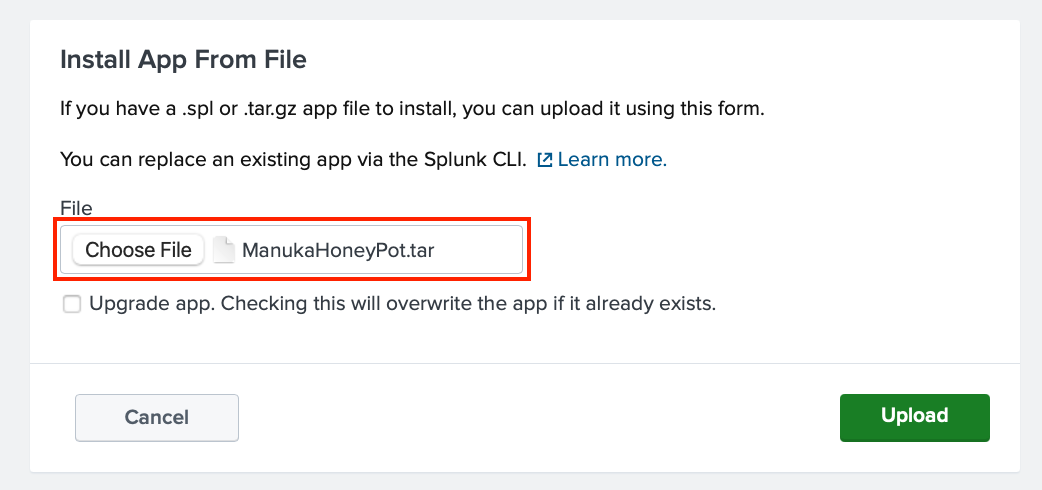 Install App From File
If you have a .spl or .tar.gz app file to install, you can upload it using this form.
You can replace an existing app via the Splunk CLI. Learn more.
File
Choose File ManukaHoneyPot.tar
Upgrade app. Checking this will overwrite the app if it already exists.
Cancel Upload